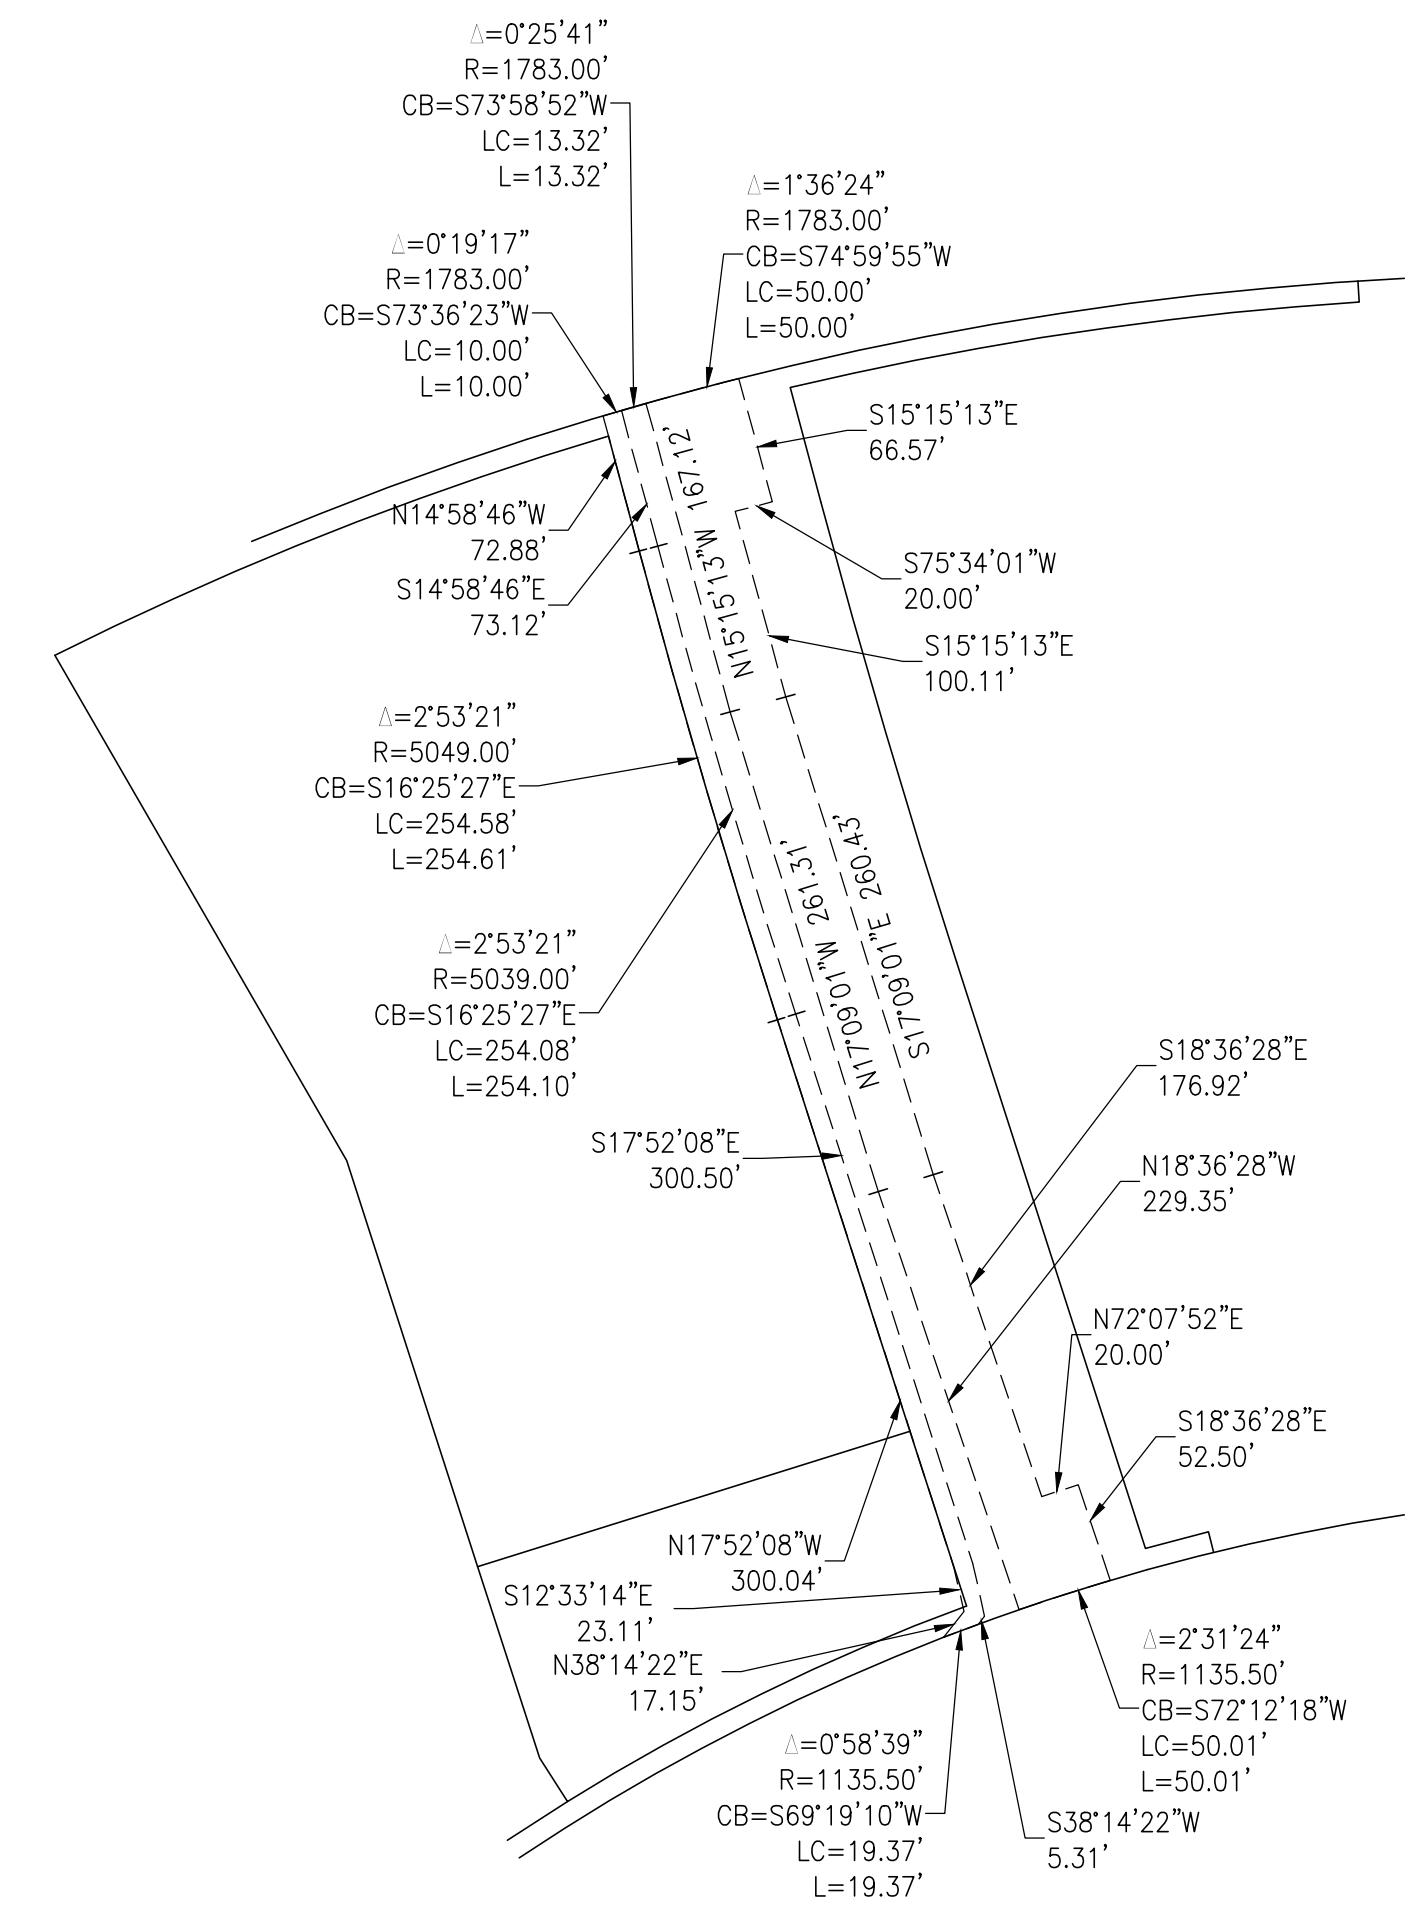 Δ=0°25'41"
R=1783.00'
CB=S73°58'52"W
LC=13.32'
L=13.32'
Δ=1°36'24"
R=1783.00'
CB=S74°59'55"W
LC=50.00'
L=50.00'
Δ=0°19'17"
R=1783.00'
CB=S73°36'23"W
LC=10.00'
L=10.00'
S15°15'13"E
66.57'
N14°58'46"W
72.88'
S14°58'46"E
73.12'
N15°15'13"W 167.12'
S75°34'01"W
20.00'
S15°15'13"E
100.11'
Δ=2°53'21"
R=5049.00'
CB=S16°25'27"E
LC=254.58'
L=254.61'
N17°09'01"W 261.31'
S17°09'01"E 260.43'
Δ=2°53'21"
R=5039.00'
CB=S16°25'27"E
LC=254.08'
L=254.10'
S18°36'28"E
176.92'
S17°52'08"E
300.50'
N18°36'28"W
229.35'
N72°07'52"E
20.00'
S18°36'28"E
52.50'
N17°52'08"W
300.04'
S12°33'14"E
23.11'
N38°14'22"E
17.15'
Δ=2°31'24"
R=1135.50'
CB=S72°12'18"W
LC=50.01'
L=50.01'
Δ=0°58'39"
R=1135.50'
CB=S69°19'10"W
LC=19.37'
L=19.37'
S38°14'22"W
5.31'